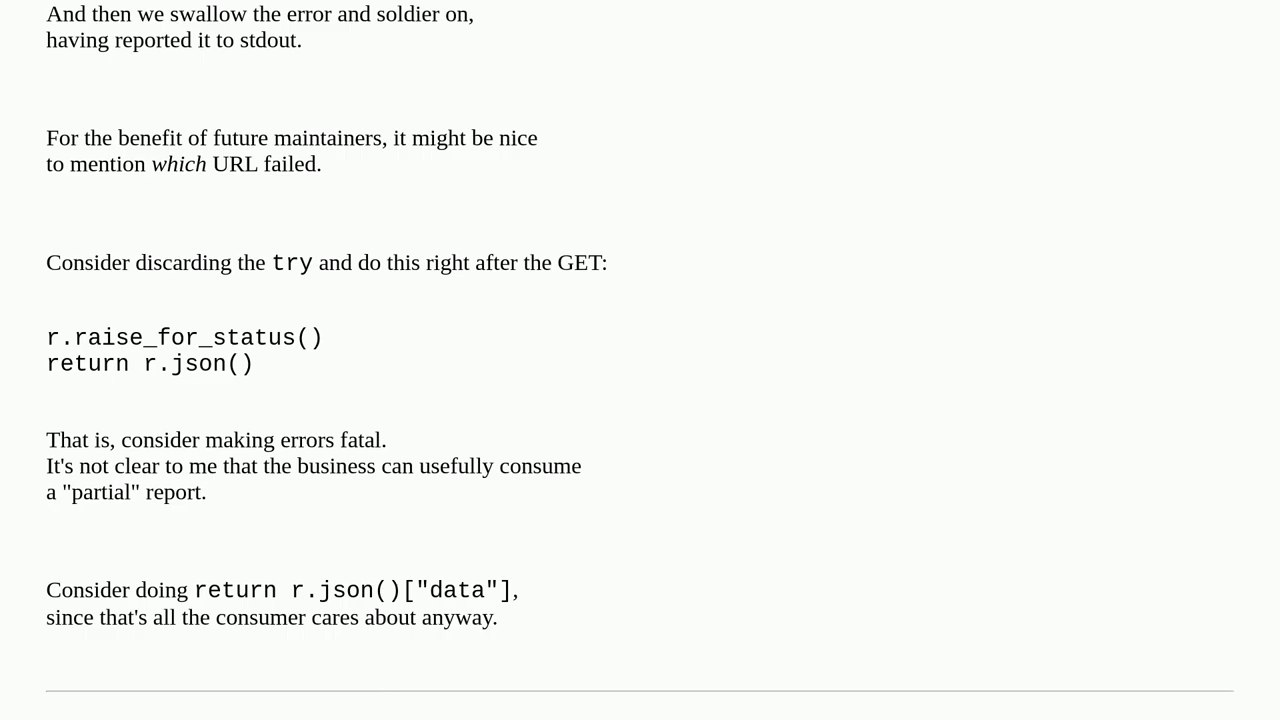 And then we swallow the error and soldier on,
having reported it to stdout.
For the benefit of future maintainers, it might be nice
to mention which URL failed.
Consider discarding the try and do this right after the GET:
r.raise_for_status()
return r.json()
That is, consider making errors fatal.
It's not clear to me that the business can usefully consume
a "partial" report.
Consider doing return r.json()["data"],
since that's all the consumer cares about anyway.